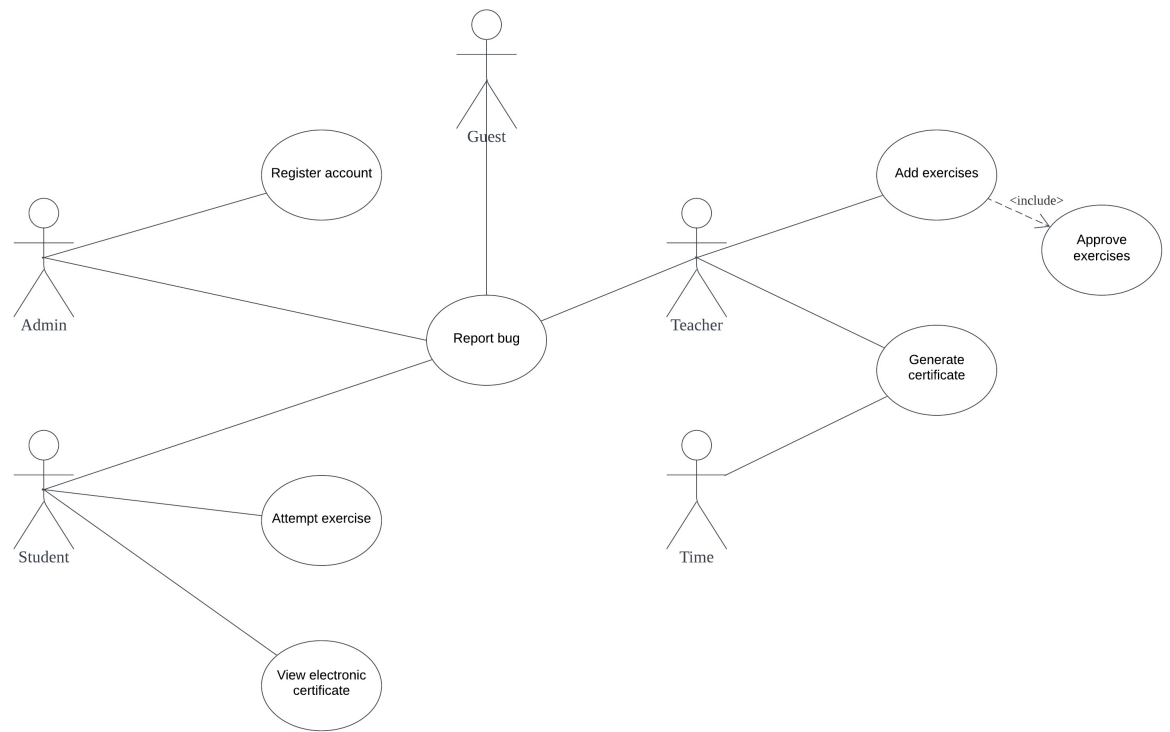 Guest
Register account
Add exercises
<include>
Approve
exercises
Admin
Teacher
Report bug
Generate
certificate
Attempt exercise
Student
Time
View electronic
certificate